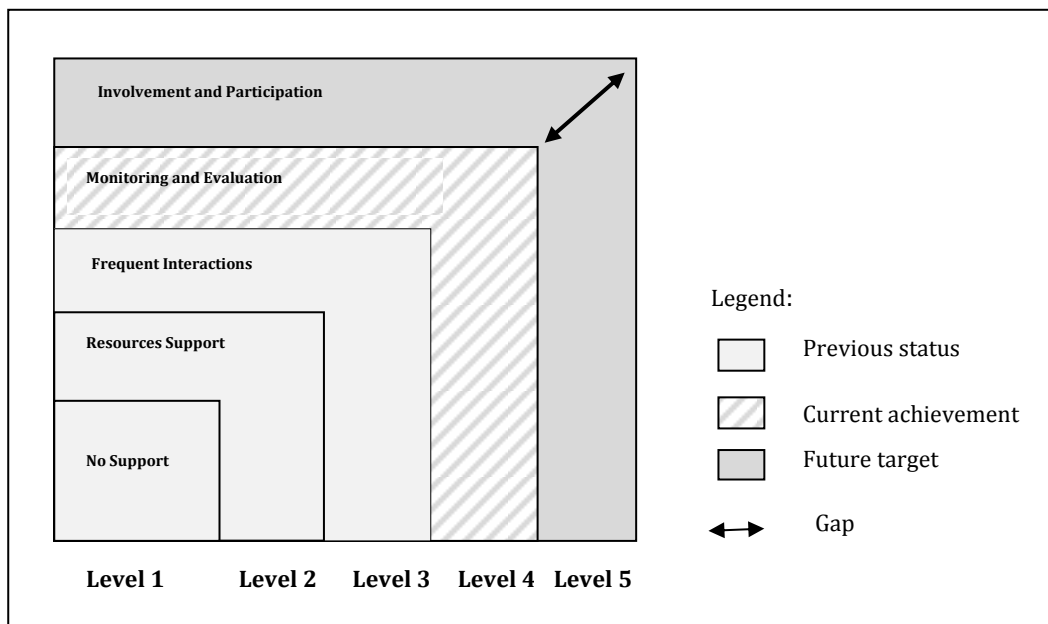 Involvement and Participation
Monitoring and Evaluation
Frequent Interactions
Resources Support
No Support
Level 1
Level 2
Level 3
Level 4
Level 5
Legend:
Previous status
Current achievement
Future target
Gap